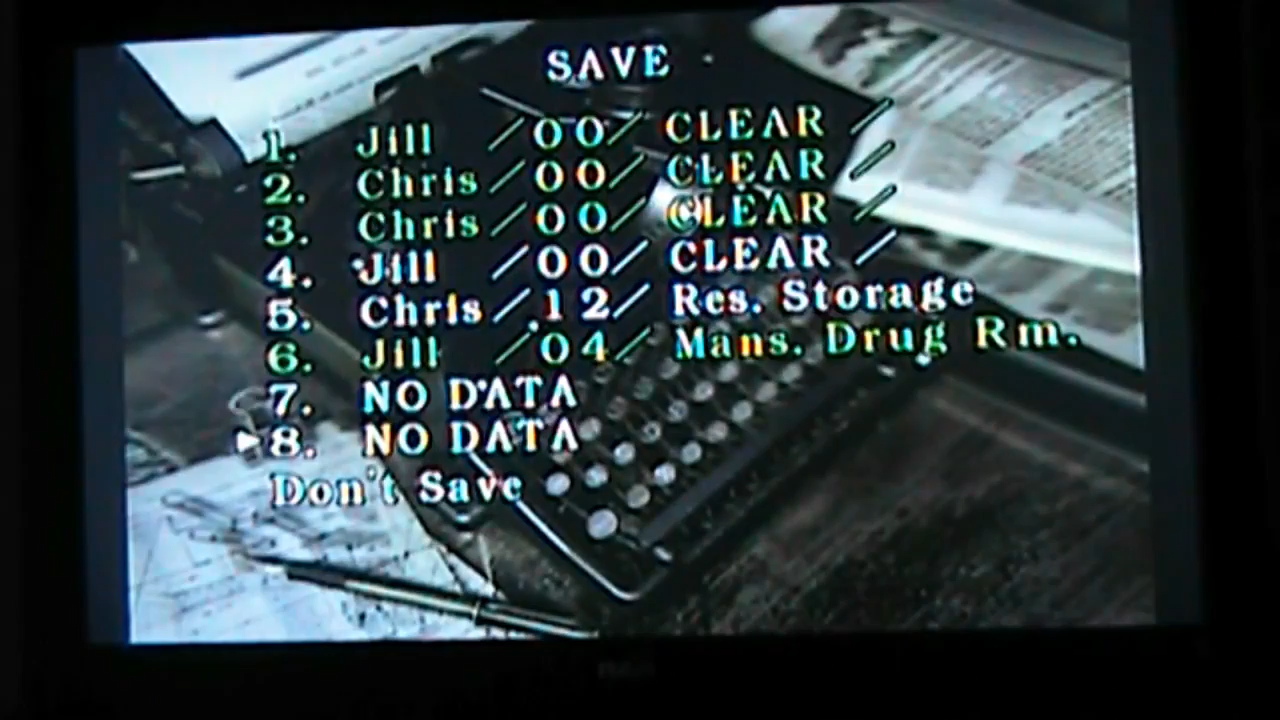 SAVE
1. Jill /00/ CLEAR /
2. Chris/00/ CLEAR /
3. Chris/00/ CLEAR /
4. Jill /00/ CLEAR /
5. Chris/12/ Res. Storage
6. Jill /04/ Mans. Drug Rm.
7. NO DATA
8. NO DATA
Don't Save